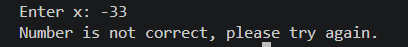 Enter x: -33
Number is not correct, please try again.